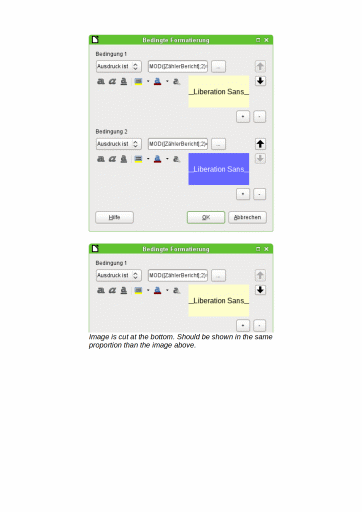 Bedingte Formatierung
Bedingung 1
Ausdruck ist
MOD([ZählerBericht];2)=
...
_Liberation Sans_
+
-
Bedingung 2
Ausdruck ist
MOD([ZählerBericht];2)=
...
_Liberation Sans_
+
-
Hilfe
OK
Abbrechen
Bedingte Formatierung
Bedingung 1
Ausdruck ist
MOD([ZählerBericht];2)=
...
_Liberation Sans_
+
-
Image is cut at the bottom. Should be shown in the same
proportion than the image above.